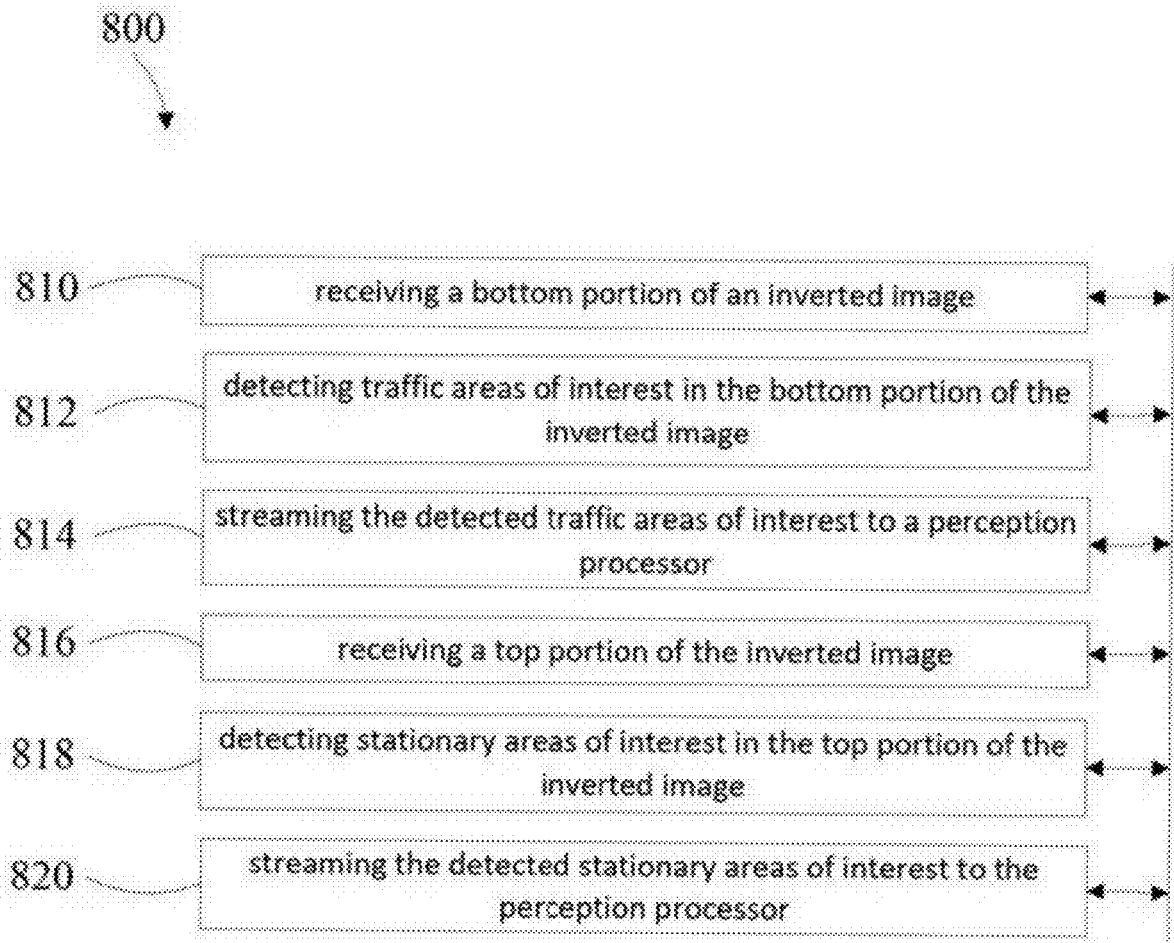 800
810 receiving a bottom portion of an inverted image
812 detecting traffic areas of interest in the bottom portion of the
inverted image
814 streaming the detected traffic areas of interest to a perception
processor
816 receiving a top portion of the inverted image
818 detecting stationary areas of interest in the top portion of the
inverted image
820 streaming the detected stationary areas of interest to the
perception processor